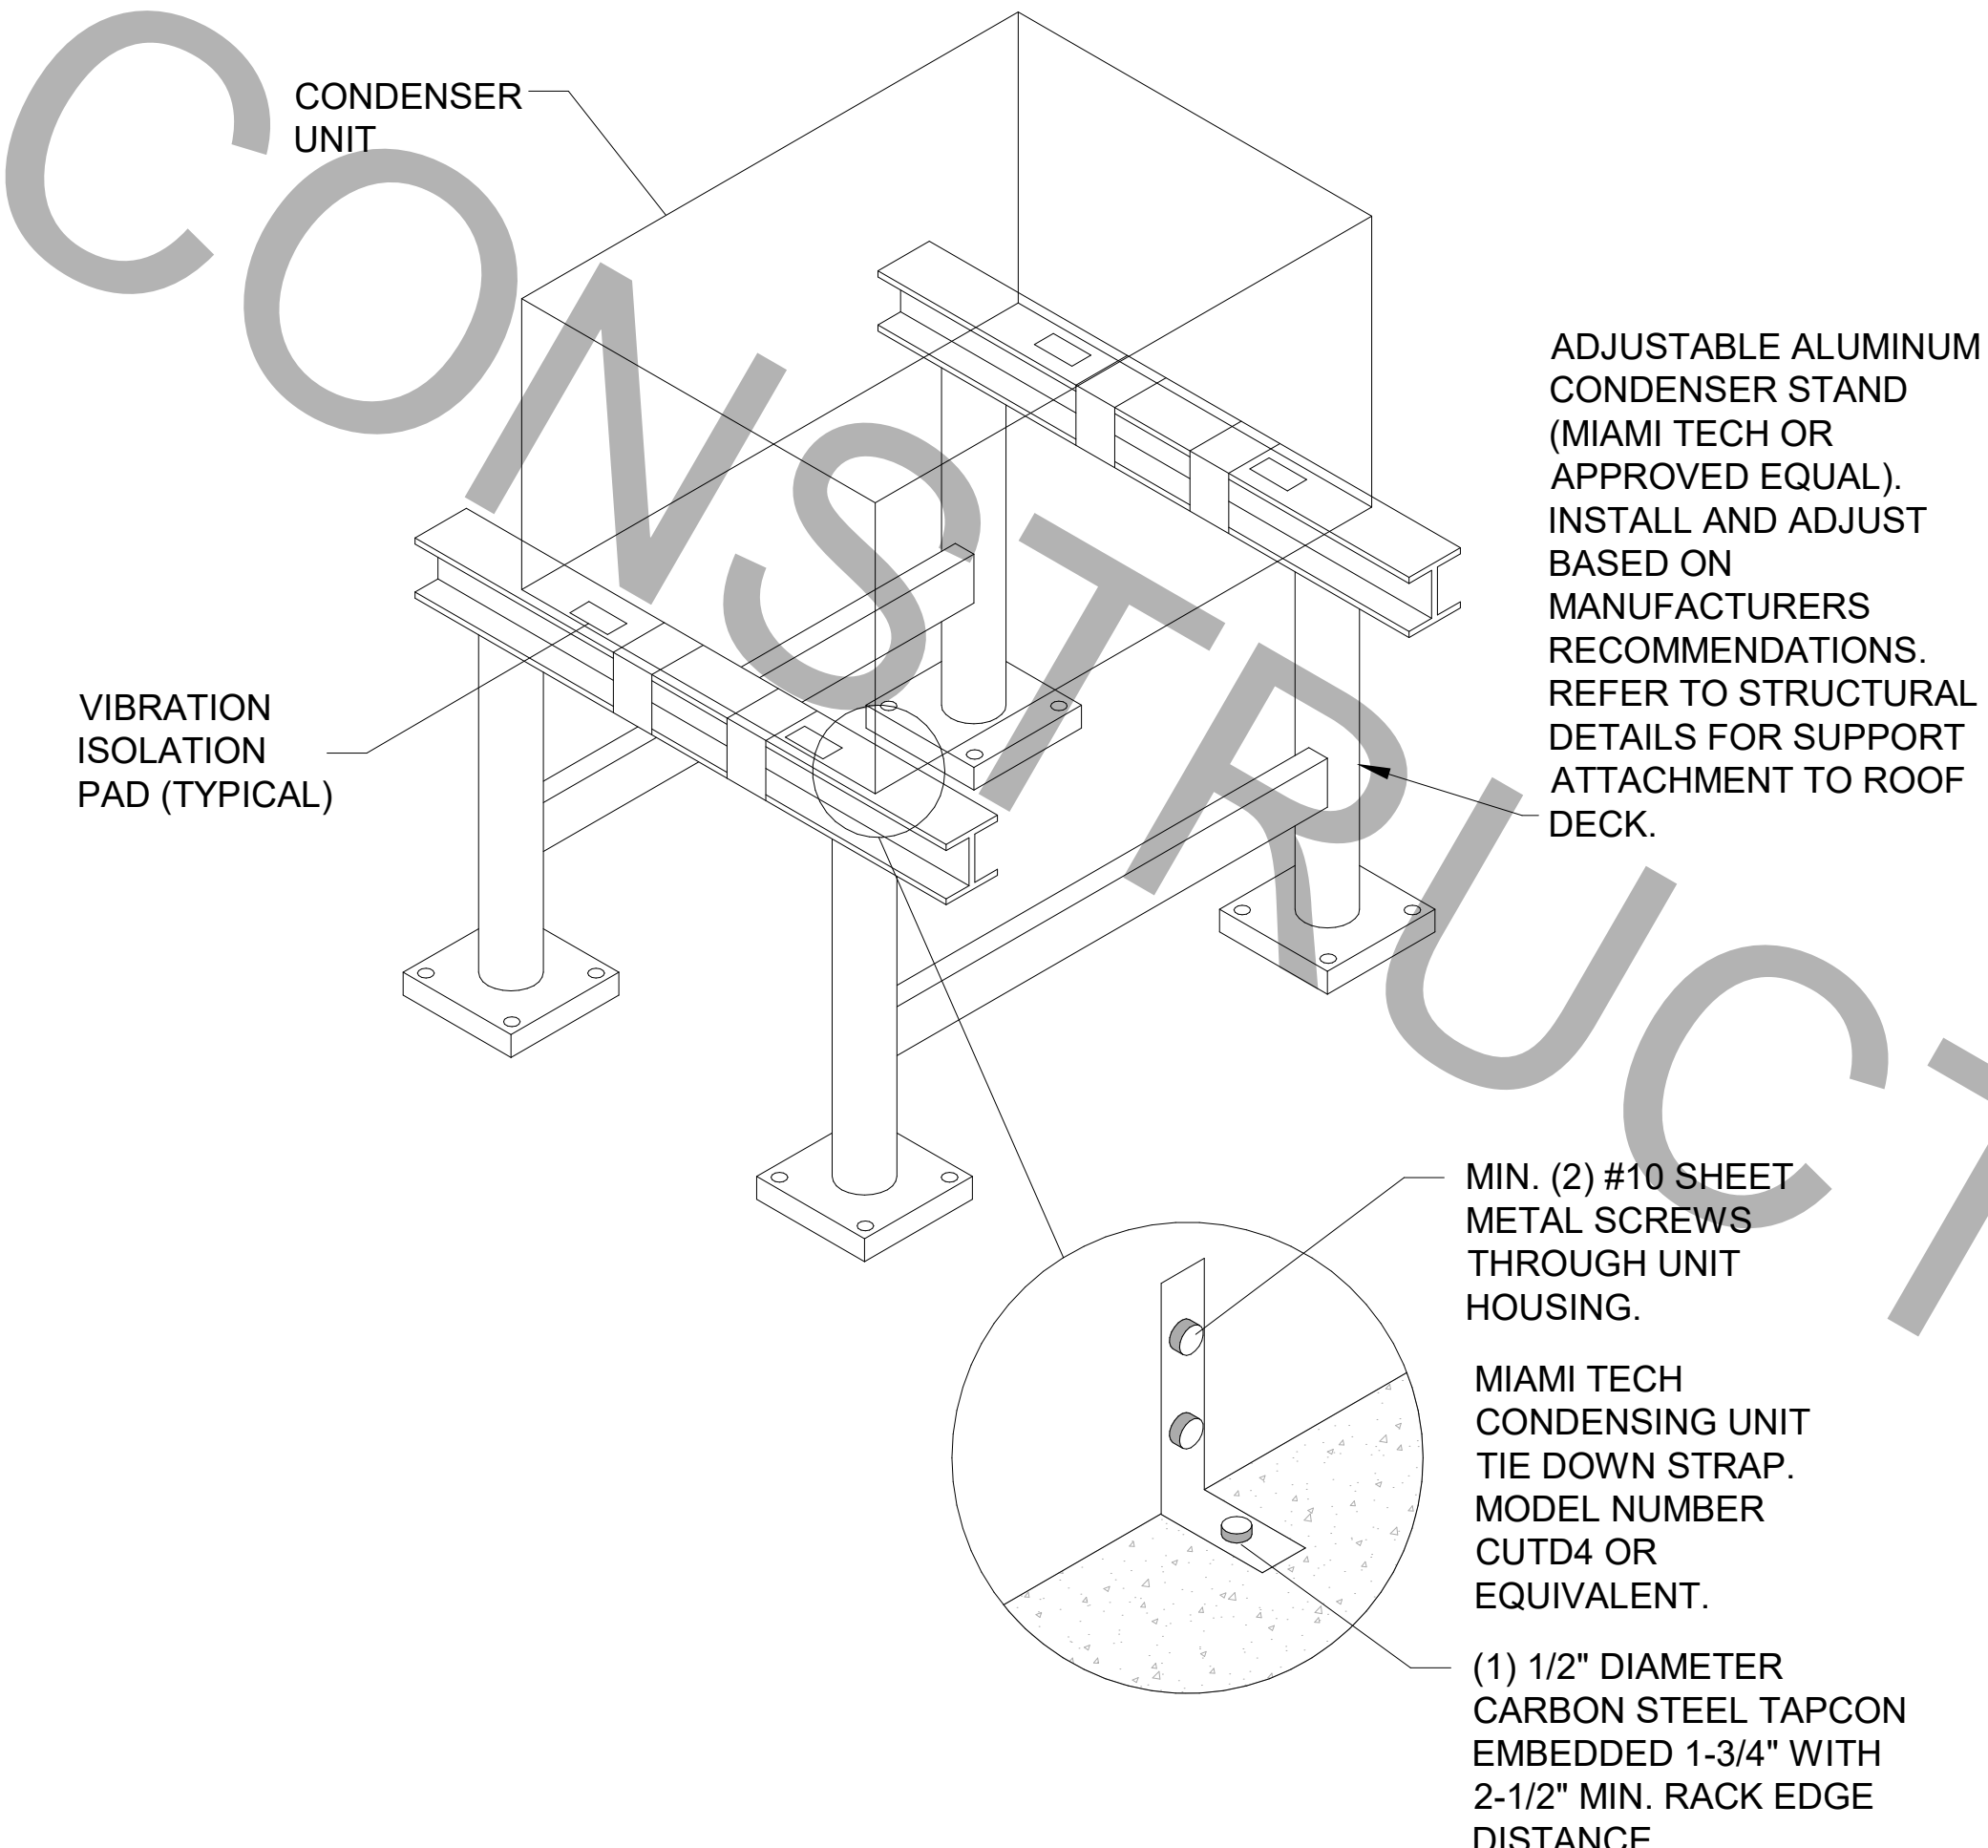 CONDENSER
UNIT
ADJUSTABLE ALUMINUM
CONDENSER STAND
(MIAMI TECH OR
APPROVED EQUAL).
INSTALL AND ADJUST
BASED ON
MANUFACTURERS
RECOMMENDATIONS.
REFER TO STRUCTURAL
DETAILS FOR SUPPORT
ATTACHMENT TO ROOF
DECK.
VIBRATION
ISOLATION
PAD (TYPICAL)
MIN. (2) #10 SHEET
METAL SCREWS
THROUGH UNIT
HOUSING.
MIAMI TECH
CONDENSING UNIT
TIE DOWN STRAP.
MODEL NUMBER
CUTD4 OR
EQUIVALENT.
(1) 1/2" DIAMETER
CARBON STEEL TAPCON
EMBEDDED 1-3/4" WITH
2-1/2" MIN. RACK EDGE
DISTANCE
CONSTRUCT